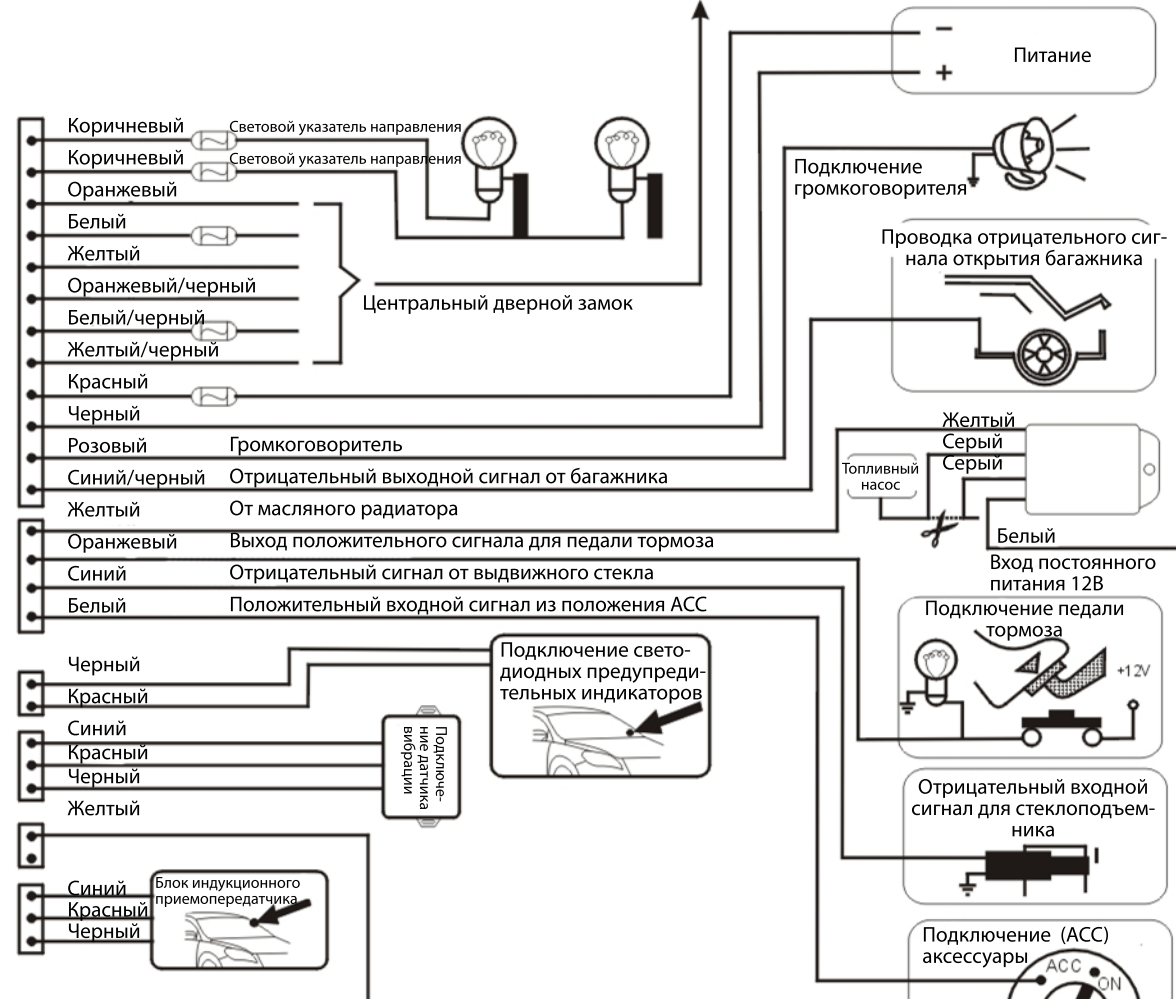 Питание
−
+
Коричневый
Световой указатель направления
Коричневый
Световой указатель направления
Оранжевый
Белый
Желтый
Оранжевый/черный
Белый/черный
Желтый/черный
Центральный дверной замок
Красный
Черный
Розовый
Громкоговоритель
Синий/черный
Отрицательный выходной сигнал от багажника
Желтый
От масляного радиатора
Оранжевый
Выход положительного сигнала для педали тормоза
Синий
Отрицательный сигнал от выдвижного стекла
Белый
Положительный входной сигнал из положения ACC
Подключение
громкоговорителя
Проводка отрицательного сиг-
нала открытия багажника
Желтый
Серый
Серый
Топливный
насос
Белый
Вход постоянного
питания 12В
Подключение педали
тормоза
+12V
Черный
Красный
Подключение свето-
диодных предупреди-
тельных индикаторов
Синий
Красный
Черный
Желтый
Подключе-
ние датчика
вибрации
Отрицательный входной
сигнал для стеклоподъем-
ника
Синий
Красный
Черный
Блок индукционного
приемопередатчика
Подключение (ACC)
аксессуары
ACC
ON